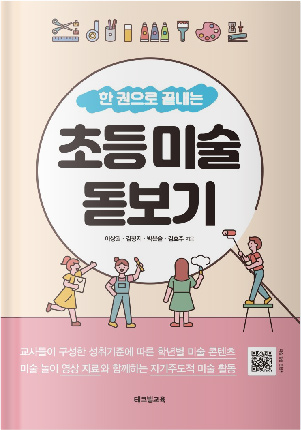 한 권으로 끝내는
초등 미술
돋보기
교사들이 구성한 성취기준에 따른 학년별 미술 콘텐츠
미술 놀이 영상 자료와 함께하는 자기주도적 미술 활동
테크빌교육